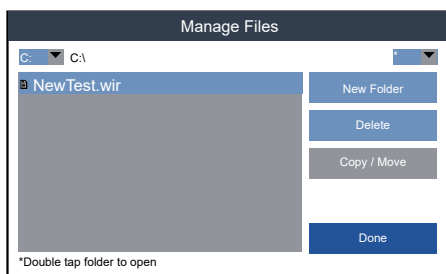 Manage Files
C: C:\ *
NewTest.wir
New Folder
Delete
Copy / Move
Done
*Double tap folder to open